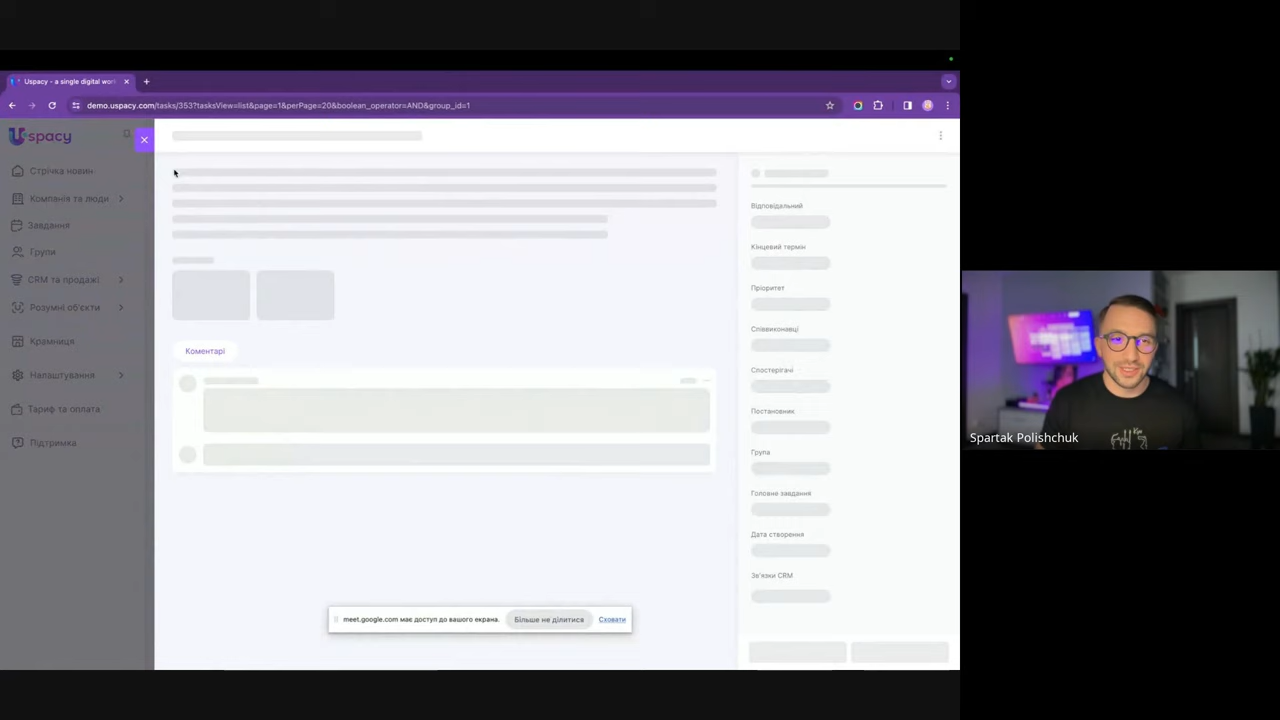 Uspacy - a single digital worl
demo.uspacy.com/tasks/353?tasksView=list&page=1&perPage=20&boolean_operator=AND&group_id=1
Uspacy
Стрічка новин
Компанія та люди
Завдання
Групи
CRM та продажі
Розумні об'єкти
Крамниця
Налаштування
Тариф та оплата
Підтримка
Коментарі
Відповідальний
Кінцевий термін
Пріоритет
Співвиконавці
Спостерігачі
Постановник
Група
Головне завдання
Дата створення
Зв'язки CRM
meet.google.com має доступ до вашого екрана.
Більше не ділитися
Сховати
Spartak Polishchuk